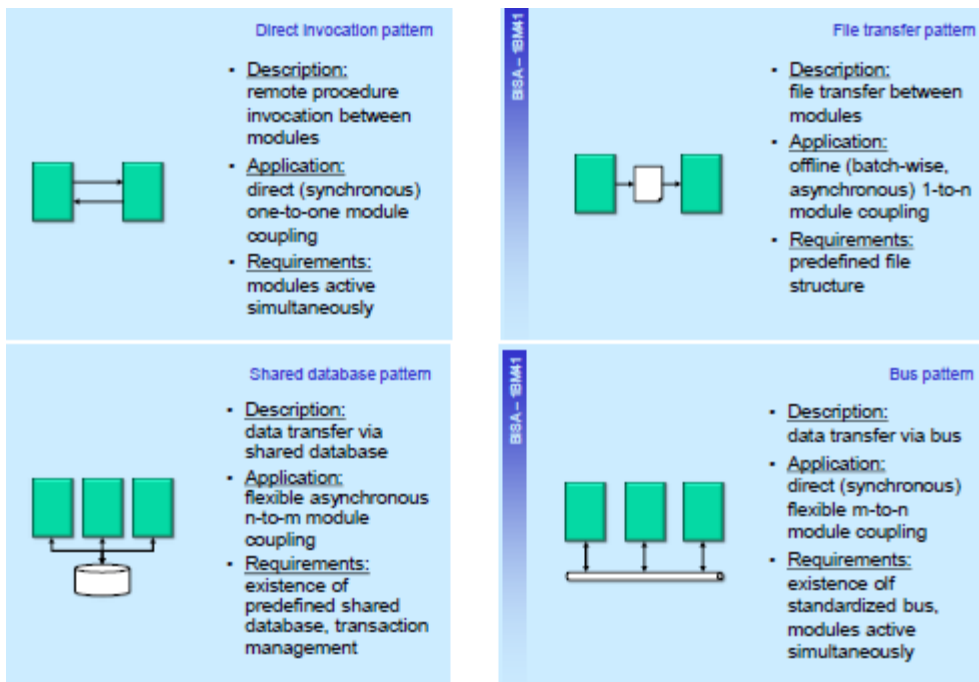 Direct Invocation pattern
• Description:
remote procedure
invocation between
modules
• Application:
direct (synchronous)
one-to-one module
coupling
• Requirements:
modules active
simultaneously
BISA – 1BM41
File transfer pattern
• Description:
file transfer between
modules
• Application:
offline (batch-wise,
asynchronous) 1-to-n
module coupling
• Requirements:
predefined file
structure
Shared database pattern
• Description:
data transfer via
shared database
• Application:
flexible asynchronous
n-to-m module
coupling
• Requirements:
existence of
predefined shared
database, transaction
management
BISA – 1BM41
Bus pattern
• Description:
data transfer via bus
• Application:
direct (synchronous)
flexible m-to-n
module coupling
• Requirements:
existence olf
standardized bus,
modules active
simultaneously